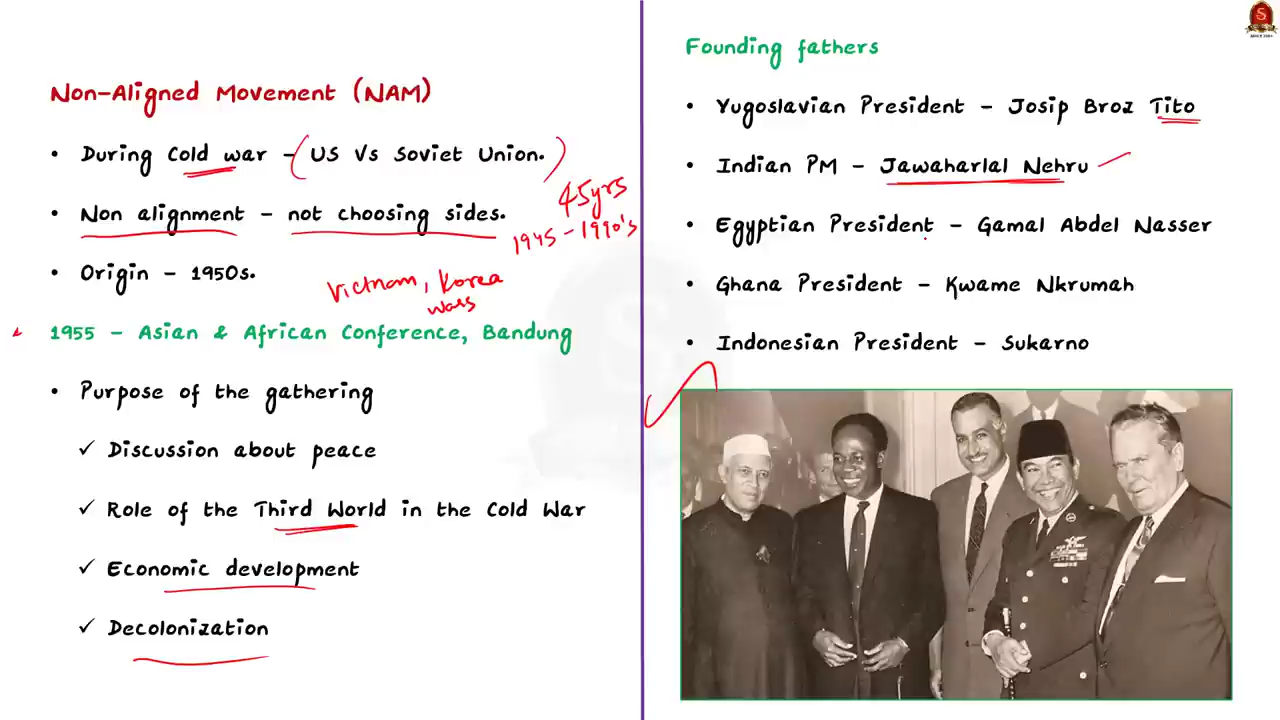 Non-Aligned Movement (NAM)
• During Cold war - (US Vs Soviet Union.)
45yrs
• Non alignment - not choosing sides.
1945 - 1990's
• Origin - 1950s.
Vietnam, Korea
wars
1955 - Asian & African Conference, Bandung
• Purpose of the gathering
✓ Discussion about peace
✓ Role of the Third World in the Cold War
✓ Economic development
✓ Decolonization
Founding fathers
• Yugoslavian President - Josip Broz Tito
• Indian PM - Jawaharlal Nehru
• Egyptian President - Gamal Abdel Nasser
• Ghana President - Kwame Nkrumah
• Indonesian President - Sukarno
S